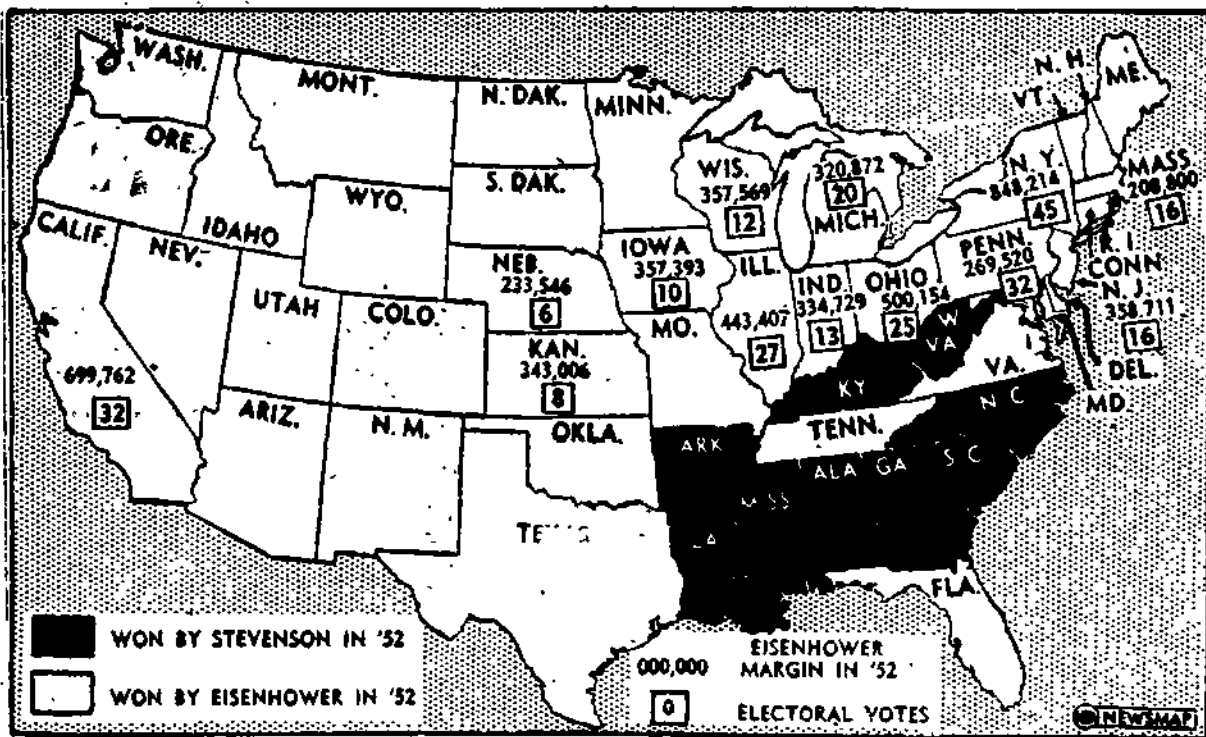 WASH.
MONT.
N. DAK.
MINN.
N. H.
VT.
ME.
ORE.
IDAHO
WYO.
S. DAK.
WIS.
357,569
12
320,872
20
MICH.
N. Y.
848,214
45
MASS.
208,800
16
CALIF.
699,762
32
NEV.
UTAH
COLO.
NEB.
233,546
6
IOWA
357,393
10
ILL.
443,407
27
IND.
334,729
13
OHIO
500,154
25
PENN.
269,520
32
R. I.
CONN.
N. J.
358,711
16
DEL.
MD.
KAN.
343,006
8
MO.
W
VA
VA.
KY
ARIZ.
N. M.
OKLA.
ARK
TENN.
N C
S C
ALA
GA
MISS
LA
FLA.
WON BY STEVENSON IN '52
WON BY EISENHOWER IN '52
000,000
EISENHOWER
MARGIN IN '52
0
ELECTORAL VOTES
NEWSMAP